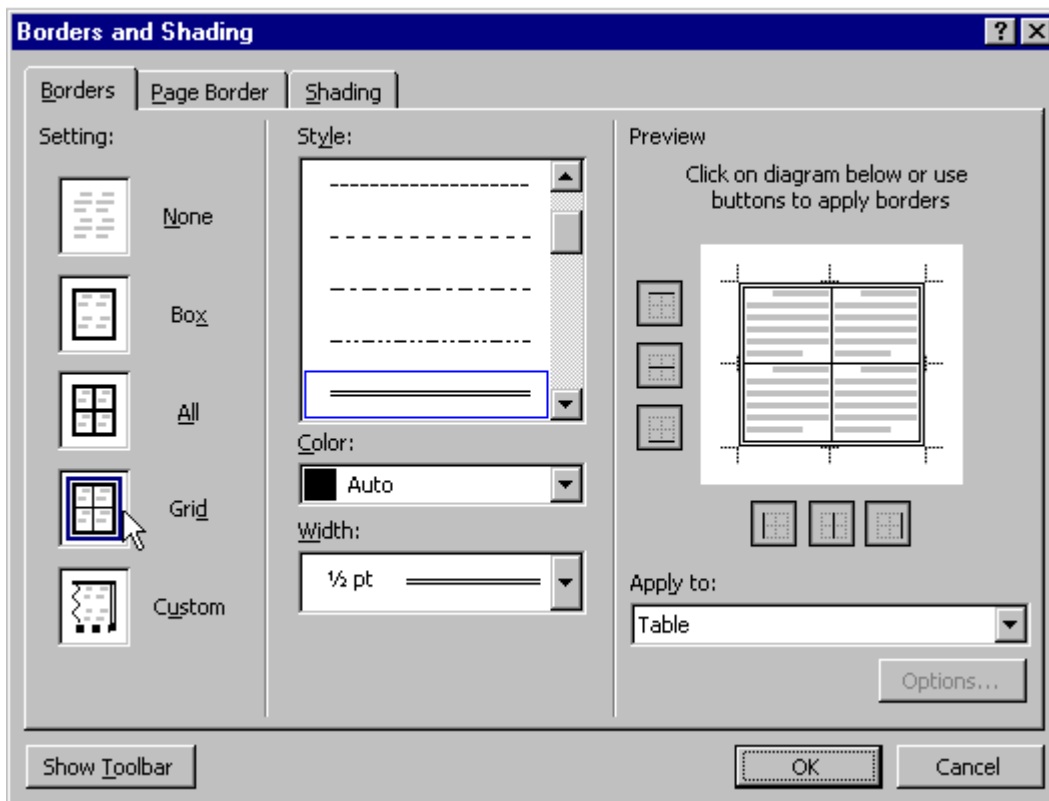 Borders and Shading
Borders
Page Border
Shading
Setting:
None
Box
All
Grid
Custom
Style:
Color:
Auto
Width:
½ pt
Preview
Click on diagram below or use
buttons to apply borders
Apply to:
Table
Options...
Show Toolbar
OK
Cancel